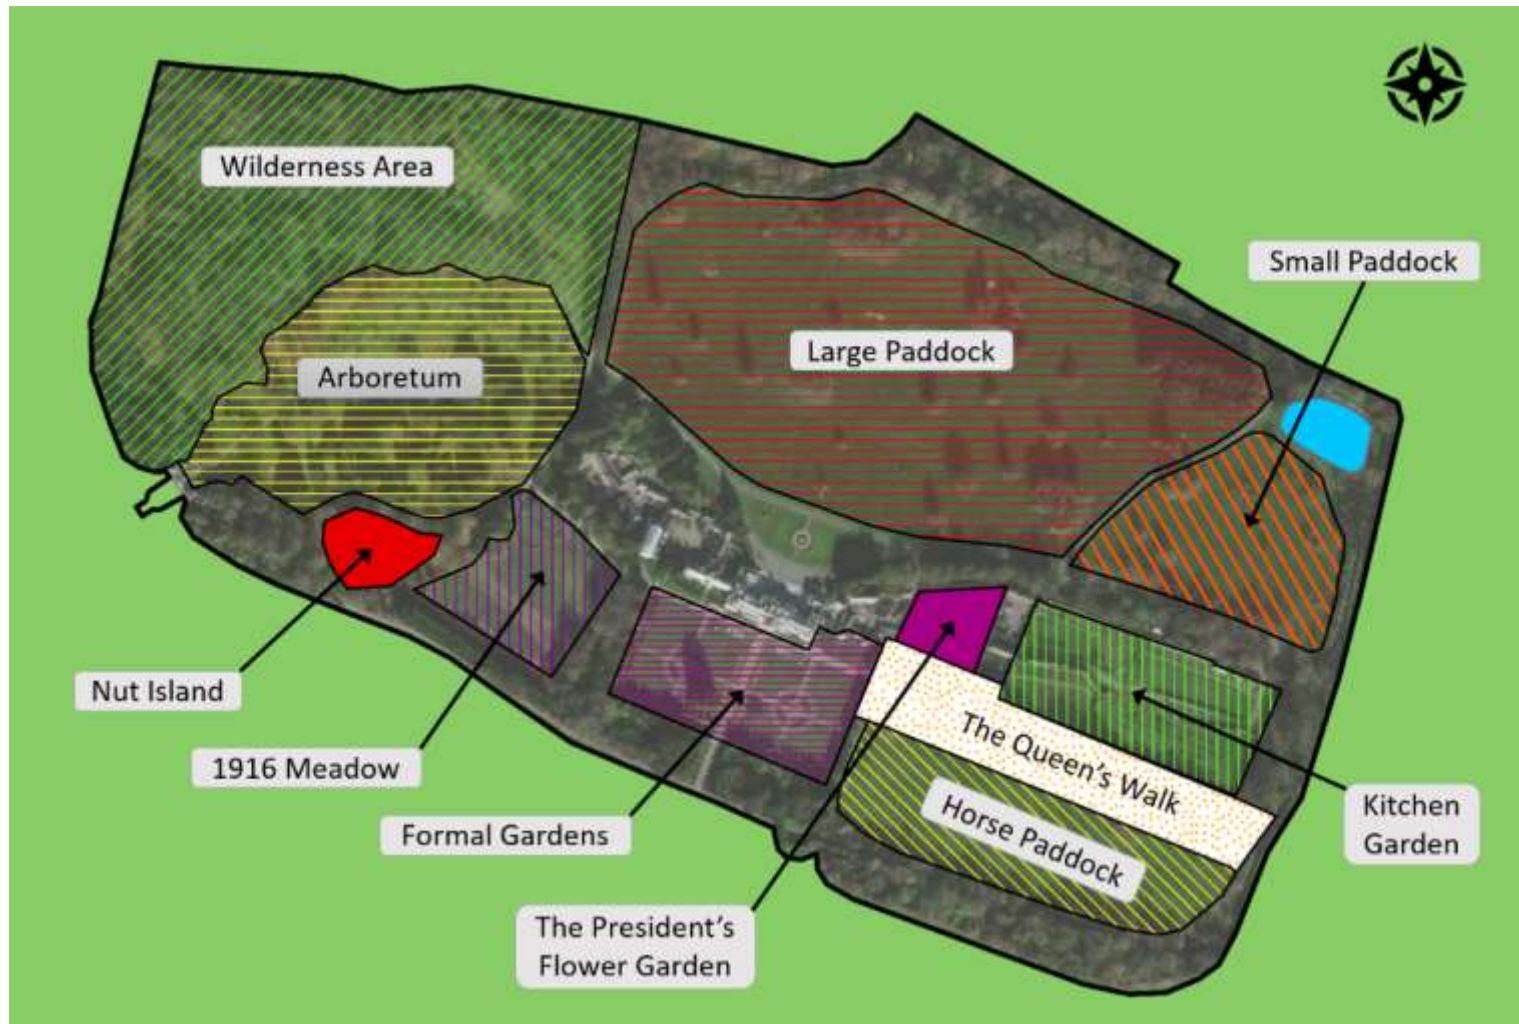 Wilderness Area
Small Paddock
Large Paddock
Arboretum
Nut Island
1916 Meadow
The Queen's Walk
Horse Paddock
Formal Gardens
Kitchen
Garden
The President's
Flower Garden